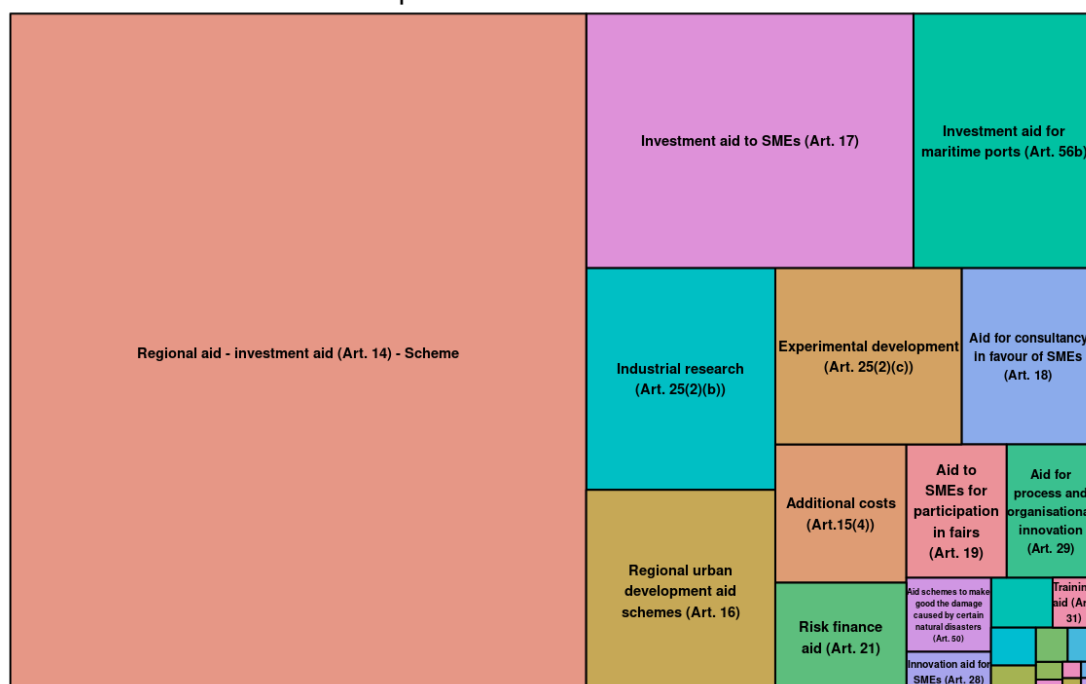 Regional aid - investment aid (Art. 14) - Scheme
Investment aid to SMEs (Art. 17)
Investment aid for
maritime ports (Art. 56b)
Industrial research
(Art. 25(2)(b))
Experimental development
(Art. 25(2)(c))
Aid for consultancy
in favour of SMEs
(Art. 18)
Regional urban
development aid
schemes (Art. 16)
Additional costs
(Art.15(4))
Aid to
SMEs for
participation
in fairs
(Art. 19)
Aid for
process and
organisationa
innovation
(Art. 29)
Risk finance
aid (Art. 21)
Aid schemes to make
good the damage
caused by certain
natural disasters
(Art. 50)
Innovation aid for
SMEs (Art. 28)
Trainin
aid (Ar
31)